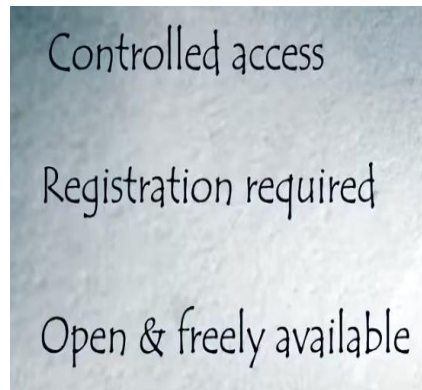 Controlled access
Registration required
Open & freely available